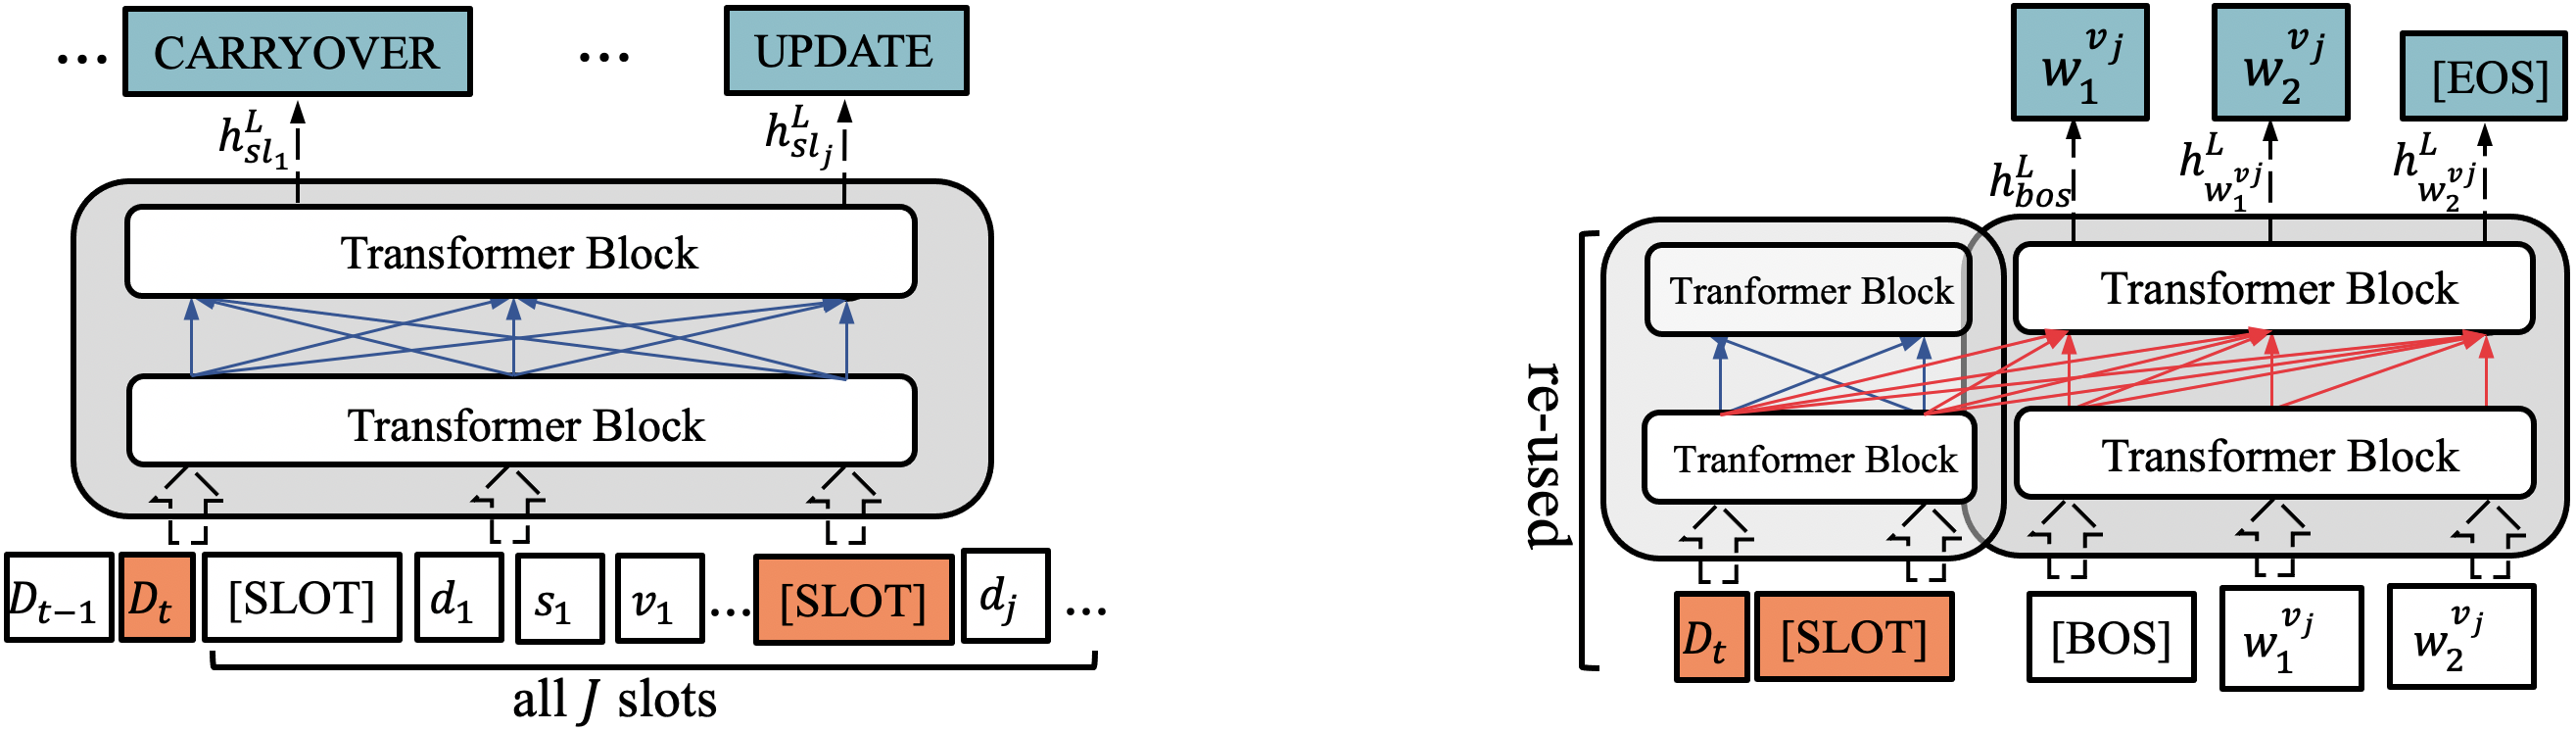 ... CARRYOVER ... UPDATE
$h^L_{sl_1}$ $h^L_{sl_j}$
Transformer Block
Transformer Block
$D_{t-1}$ $D_t$ [SLOT] $d_1$ $s_1$ $v_1$ ... [SLOT] $d_j$ ...
all $J$ slots
$w_1^{v_j}$ $w_2^{v_j}$ [EOS]
$h^L_{bos}$ $h^L_{w_1^{v_j}}$ $h^L_{w_2^{v_j}}$
re-used
Tranformer Block Transformer Block
Tranformer Block Transformer Block
$D_t$ [SLOT] [BOS] $w_1^{v_j}$ $w_2^{v_j}$